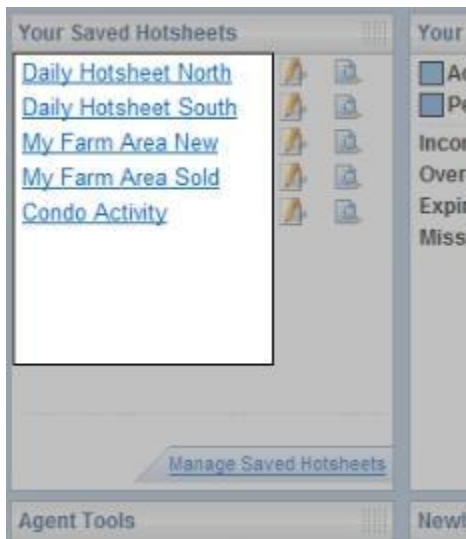 Your Saved Hotsheets
Daily Hotsheet North
Daily Hotsheet South
My Farm Area New
My Farm Area Sold
Condo Activity
Manage Saved Hotsheets
Agent Tools
Your